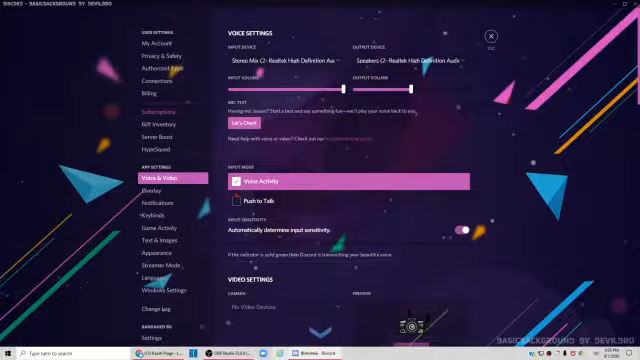 DISCORD - BASICBACKGROUND BY DEVILBRO
USER SETTINGS
My Account
Privacy & Safety
Authorized Apps
Connections
Billing
Subscriptions
Gift Inventory
Server Boost
HypeSquad
APP SETTINGS
Voice & Video
Overlay
Notifications
Keybinds
Game Activity
Text & Images
Appearance
Streamer Mode
Language
Windows Settings
Change Log
BANDAGED BD
Settings
VOICE SETTINGS
ESC
INPUT DEVICE
OUTPUT DEVICE
Stereo Mix (2- Realtek High Definition Au
Speakers (2- Realtek High Definition Audi
INPUT VOLUME
OUTPUT VOLUME
MIC TEST
Having mic issues? Start a test and say something fun—we'll play your voice back to you.
Let's Check
Need help with voice or video? Check out our
INPUT MODE
Voice Activity
Push to Talk
INPUT SENSITIVITY
Automatically determine input sensitivity.
If the indicator is solid green then Discord is transmitting your beautiful voice.
VIDEO SETTINGS
CAMERA
PREVIEW
No Video Devices
BASICBACKGROUND BY DEVILBRO
Type here to search
OBS Studio
- Discord